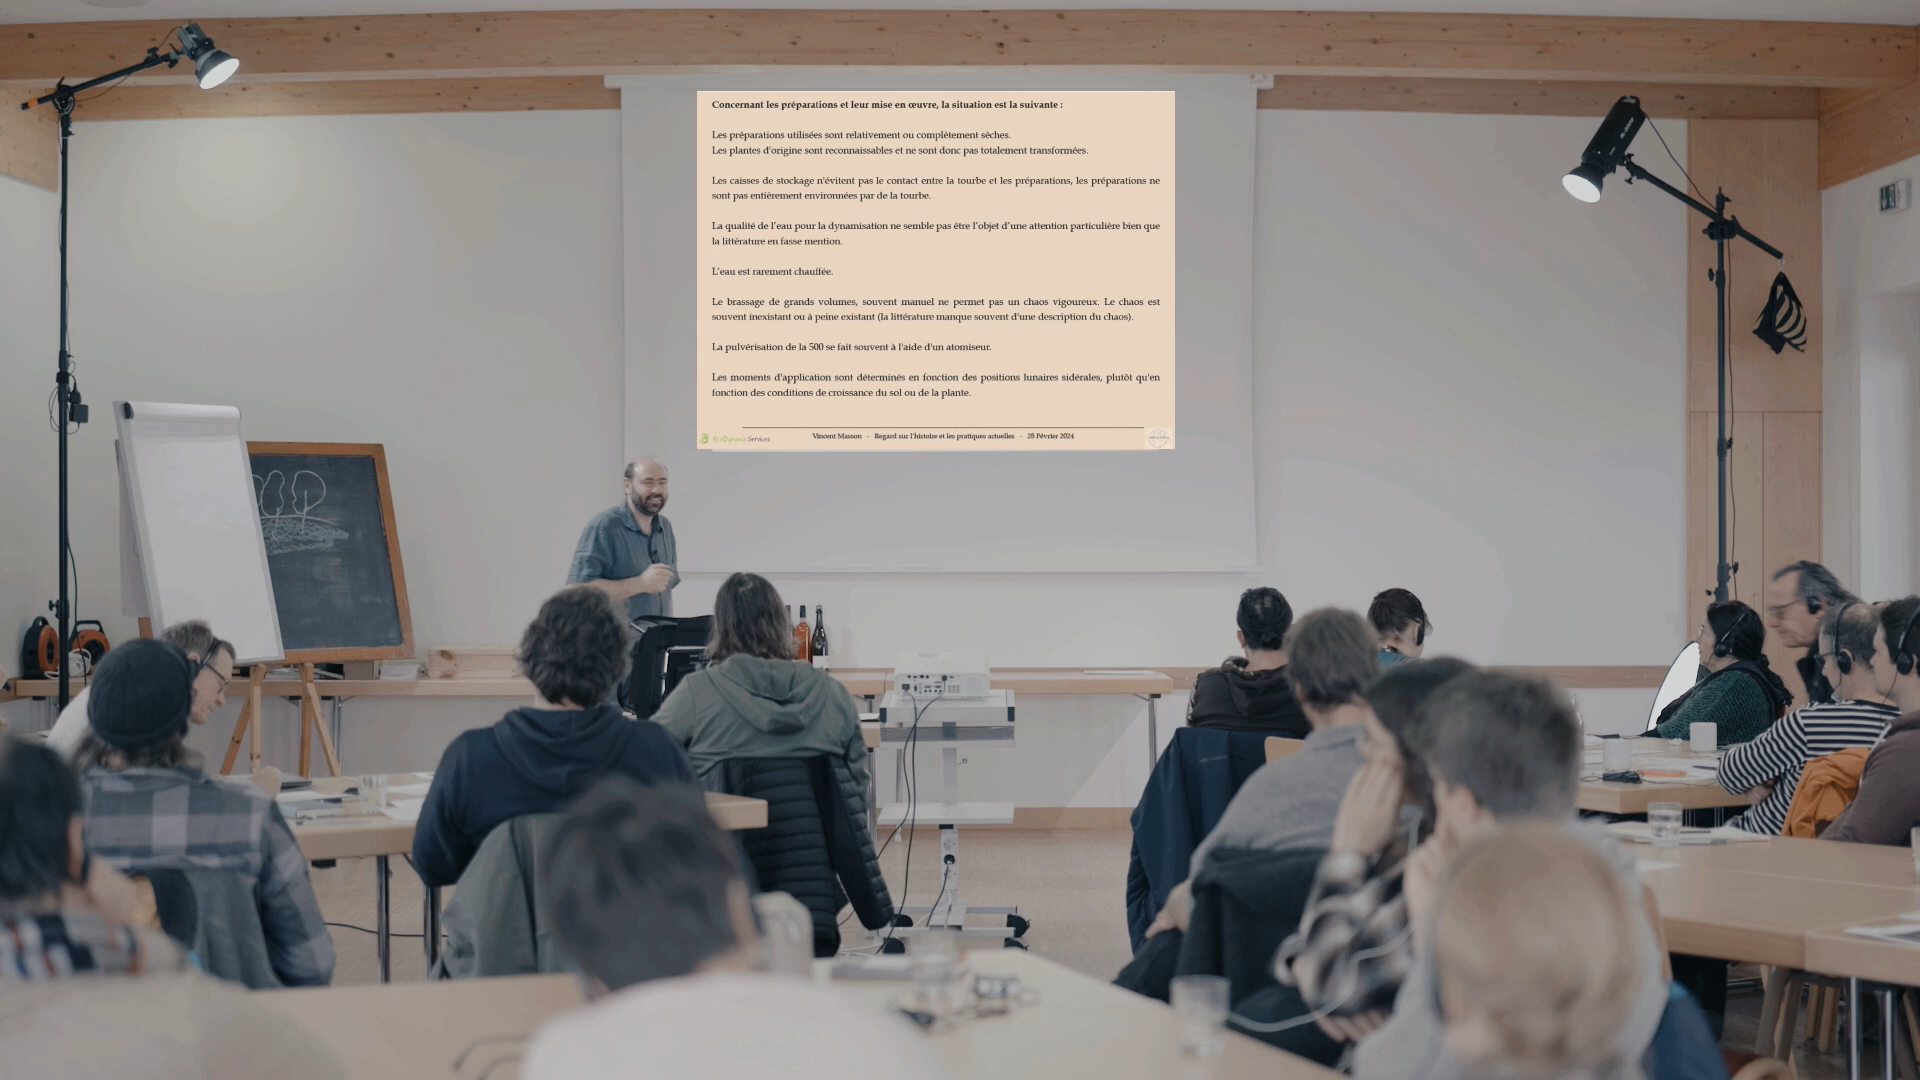 Concernant les préparations et leur mise en œuvre, la situation est la suivante :
Les préparations utilisées sont relativement ou complètement sèches.
Les plantes d'origine sont reconnaissables et ne sont donc pas totalement transformées.
Les caisses de stockage n'évitent pas le contact entre la tourbe et les préparations, les préparations ne
sont pas entièrement environnées par de la tourbe.
La qualité de l’eau pour la dynamisation ne semble pas être l’objet d’une attention particulière bien que
la littérature en fasse mention.
L’eau est rarement chauffée.
Le brassage de grands volumes, souvent manuel ne permet pas un chaos vigoureux. Le chaos est
souvent inexistant ou à peine existant (la littérature manque souvent d'une description du chaos).
La pulvérisation de la 500 se fait souvent à l'aide d'un atomiseur.
Les moments d'application sont déterminés en fonction des positions lunaires sidérales, plutôt qu'en
fonction des conditions de croissance du sol ou de la plante.
Vincent Masson - Regard sur l'histoire et les pratiques actuelles - 28 Février 2024
Services